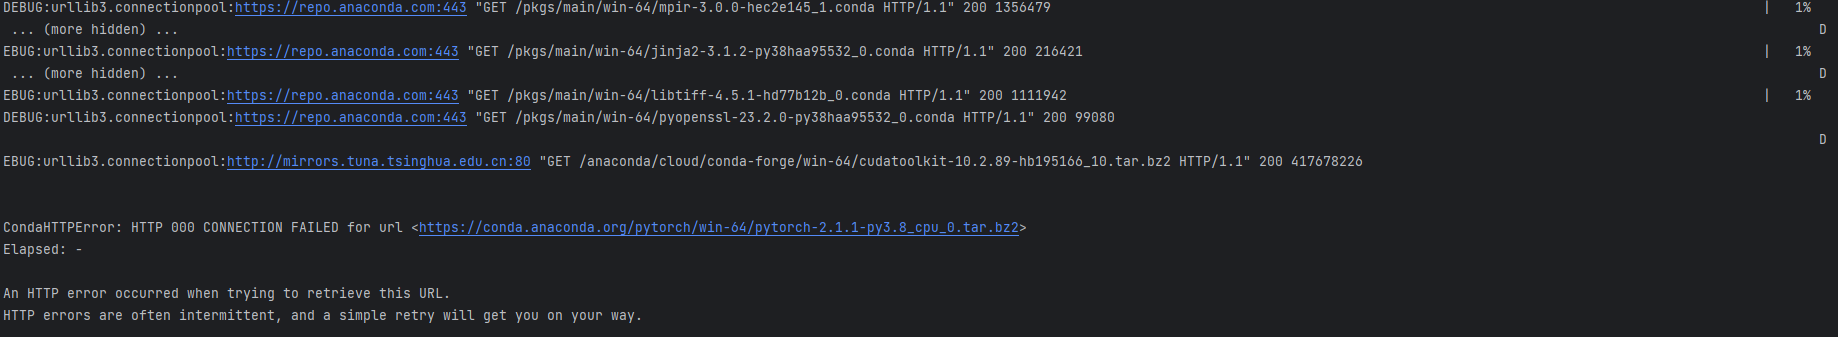 DEBUG:urllib3.connectionpool:https://repo.anaconda.com:443 "GET /pkgs/main/win-64/mpir-3.0.0-hec2e145_1.conda HTTP/1.1" 200 1356479 | 1%
... (more hidden) ... D
EBUG:urllib3.connectionpool:https://repo.anaconda.com:443 "GET /pkgs/main/win-64/jinja2-3.1.2-py38haa95532_0.conda HTTP/1.1" 200 216421 | 1%
... (more hidden) ... D
EBUG:urllib3.connectionpool:https://repo.anaconda.com:443 "GET /pkgs/main/win-64/libtiff-4.5.1-hd77b12b_0.conda HTTP/1.1" 200 1111942 | 1%
DEBUG:urllib3.connectionpool:https://repo.anaconda.com:443 "GET /pkgs/main/win-64/pyopenssl-23.2.0-py38haa95532_0.conda HTTP/1.1" 200 99080
D
EBUG:urllib3.connectionpool:http://mirrors.tuna.tsinghua.edu.cn:80 "GET /anaconda/cloud/conda-forge/win-64/cudatoolkit-10.2.89-hb195166_10.tar.bz2 HTTP/1.1" 200 417678226
CondaHTTPError: HTTP 000 CONNECTION FAILED for url <https://conda.anaconda.org/pytorch/win-64/pytorch-2.1.1-py3.8_cpu_0.tar.bz2>
Elapsed: -
An HTTP error occurred when trying to retrieve this URL.
HTTP errors are often intermittent, and a simple retry will get you on your way.